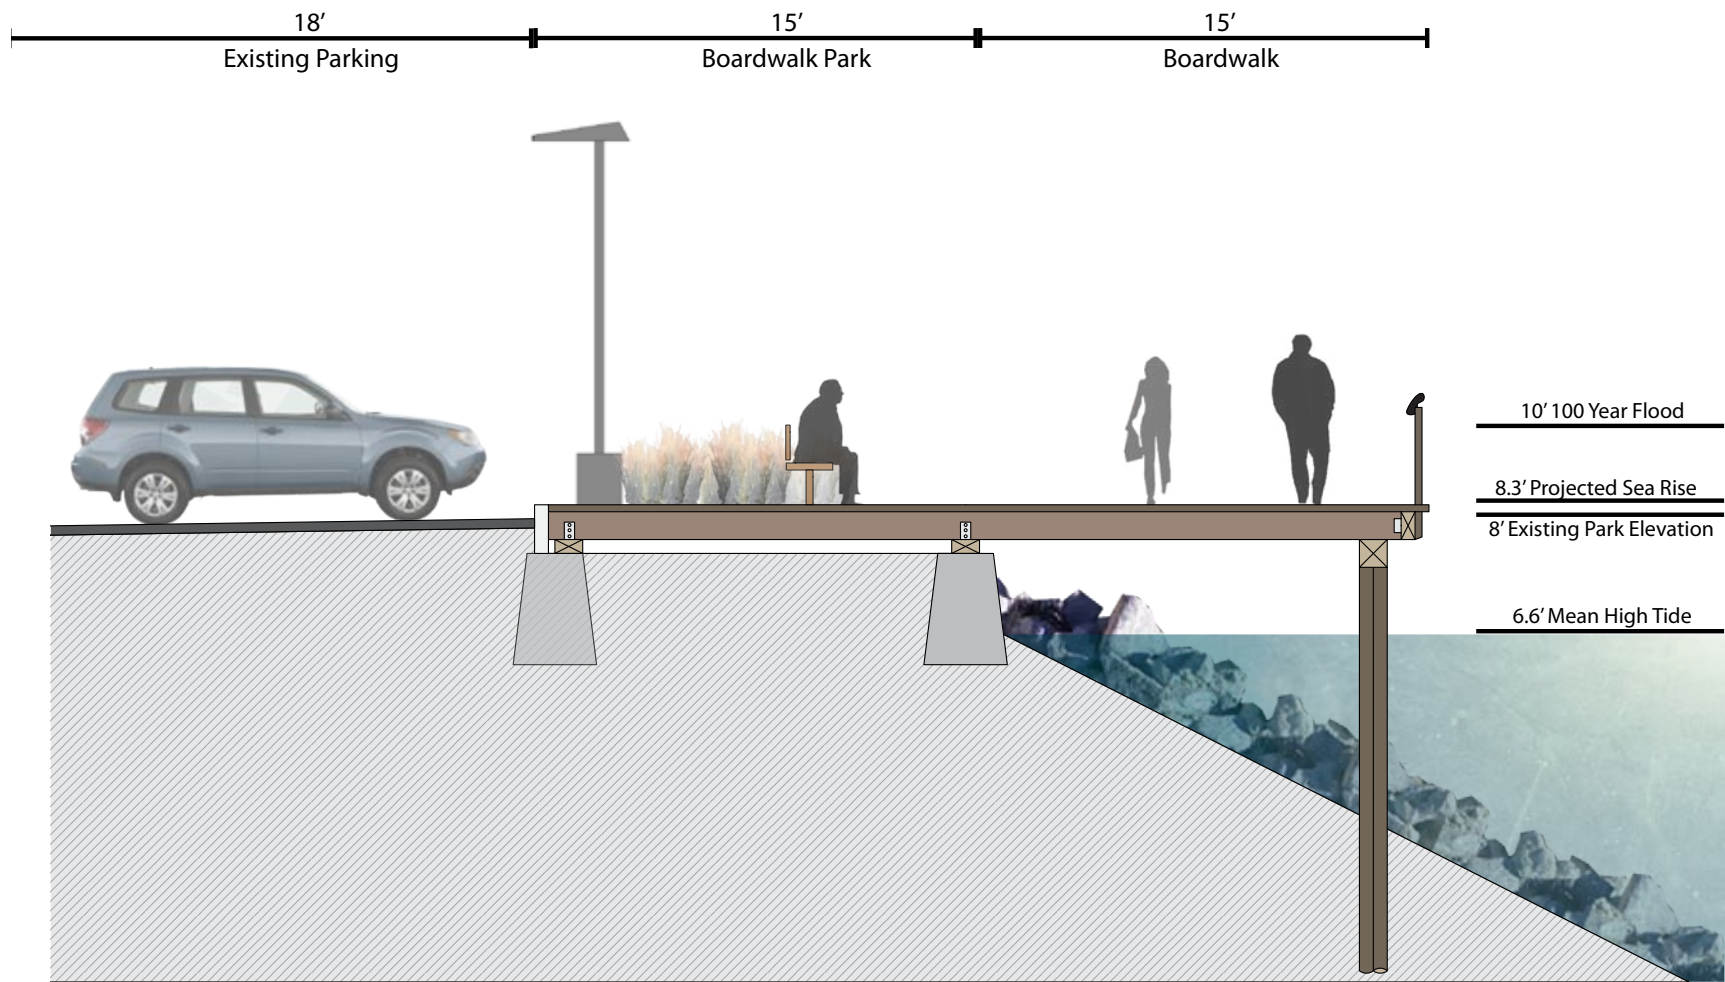 18’
15’
15’
Existing Parking
Boardwalk Park
Boardwalk
10’ 100 Year Flood
8.3’ Projected Sea Rise
8’ Existing Park Elevation
6.6’ Mean High Tide